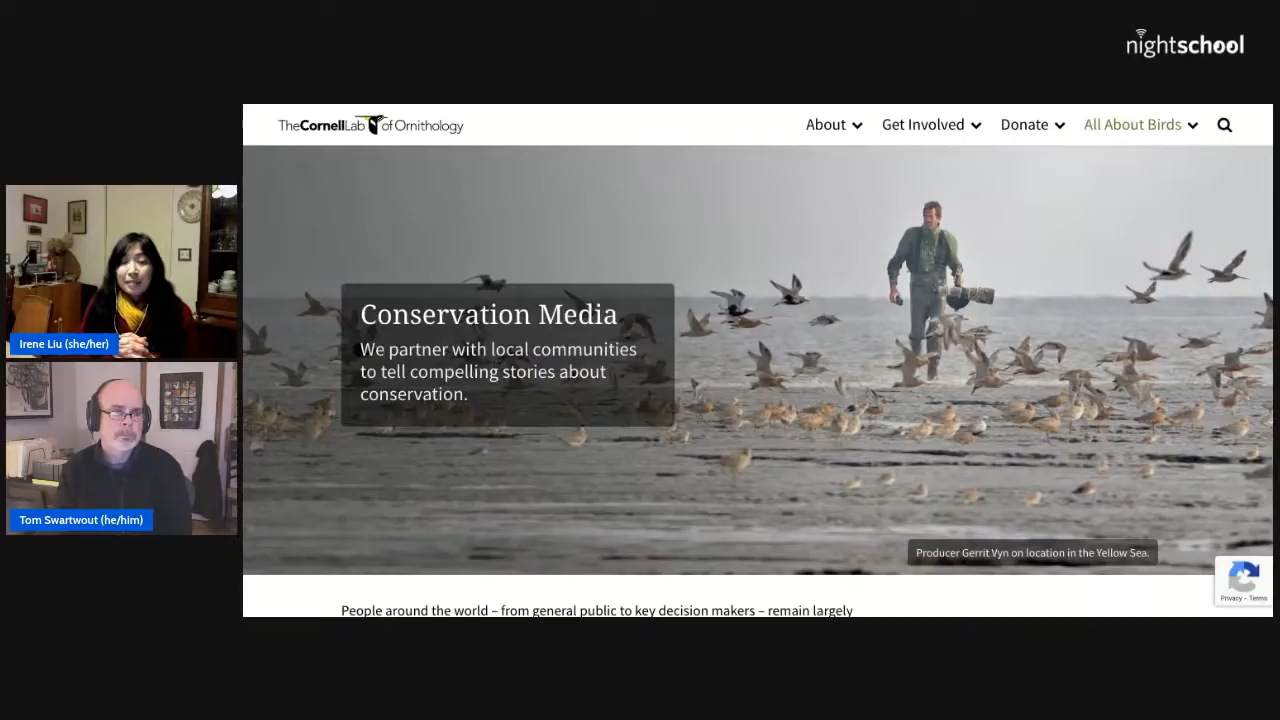 nightschool
TheCornellLab of Ornithology
About
Get Involved
Donate
All About Birds
Conservation Media
We partner with local communities
to tell compelling stories about
conservation.
Irene Liu (she/her)
Tom Swartwout (he/him)
Producer Gerrit Vyn on location in the Yellow Sea.
Privacy - Terms
People around the world – from general public to key decision makers – remain largely